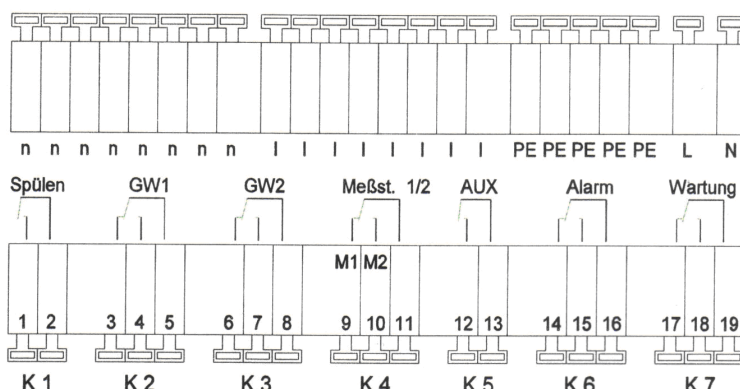 n n n n n n n n l l l l l l l l PE PE PE PE PE L N
Spülen GW1 GW2 Meßst. 1/2 AUX Alarm Wartung
M1 M2
1 2 3 4 5 6 7 8 9 10 11 12 13 14 15 16 17 18 19
K 1 K 2 K 3 K 4 K 5 K 6 K 7